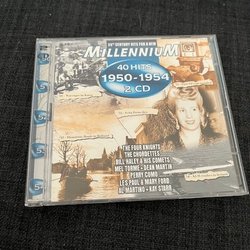 20TH CENTURY HITS FOR A NEW
MILLENNIUM
40 HITS
1950-1954
2 CD
THE FOUR KNIGHTS
THE CHORDETTES
BILL HALEY & HIS COMETS
MEL TORME - DEAN MARTIN
PERRY COMO
LES PAUL & MARY FORD
AL MARTINO - KAY STARR